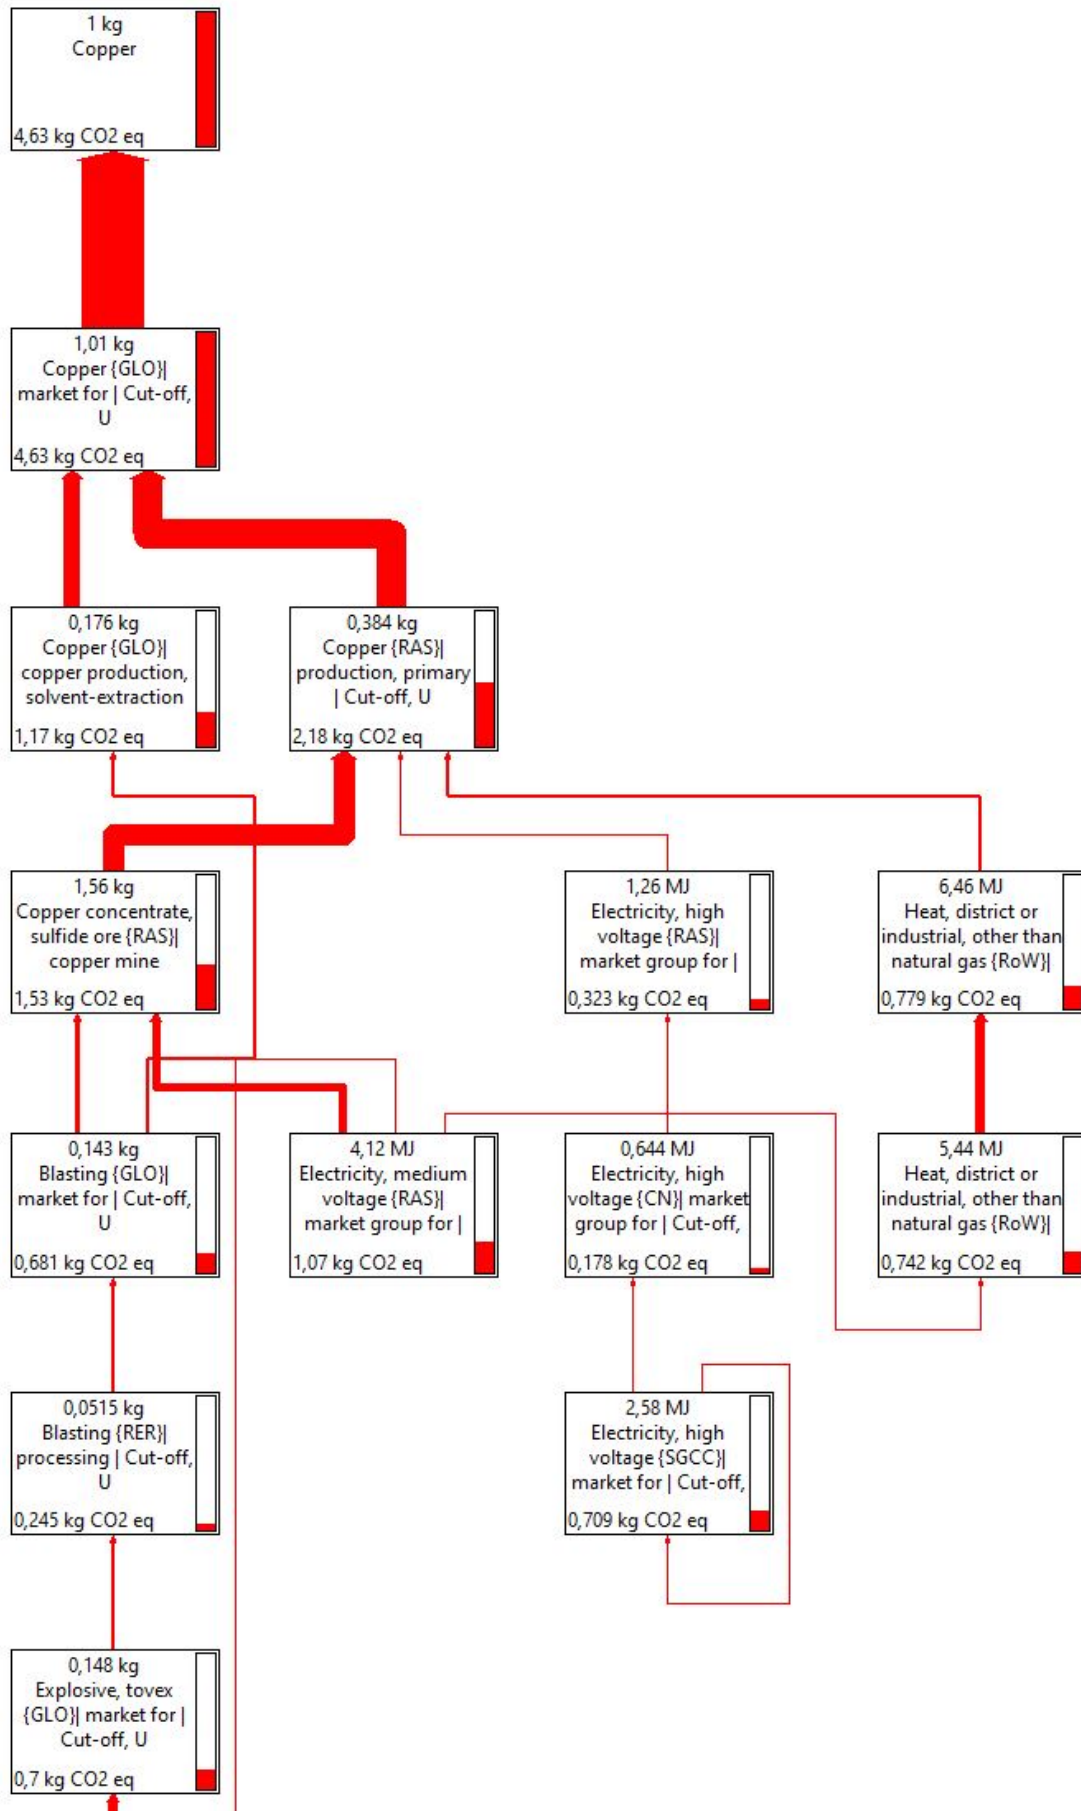 1 kg
Copper
4,63 kg CO2 eq
1,01 kg
Copper {GLO}|
market for | Cut-off,
U
4,63 kg CO2 eq
0,176 kg
Copper {GLO}|
copper production,
solvent-extraction
1,17 kg CO2 eq
0,384 kg
Copper {RAS}|
production, primary
| Cut-off, U
2,18 kg CO2 eq
1,56 kg
Copper concentrate,
sulfide ore {RAS}|
copper mine
1,53 kg CO2 eq
1,26 MJ
Electricity, high
voltage {RAS}|
market group for |
0,323 kg CO2 eq
6,46 MJ
Heat, district or
industrial, other than
natural gas {RoW}|
0,779 kg CO2 eq
0,143 kg
Blasting {GLO}|
market for | Cut-off,
U
0,681 kg CO2 eq
4,12 MJ
Electricity, medium
voltage {RAS}|
market group for |
1,07 kg CO2 eq
0,644 MJ
Electricity, high
voltage {CN}| market
group for | Cut-off,
0,178 kg CO2 eq
5,44 MJ
Heat, district or
industrial, other than
natural gas {RoW}|
0,742 kg CO2 eq
0,0515 kg
Blasting {RER}|
processing | Cut-off,
U
0,245 kg CO2 eq
2,58 MJ
Electricity, high
voltage {SGCC}|
market for | Cut-off,
0,709 kg CO2 eq
0,148 kg
Explosive, tovex
{GLO}| market for |
Cut-off, U
0,7 kg CO2 eq